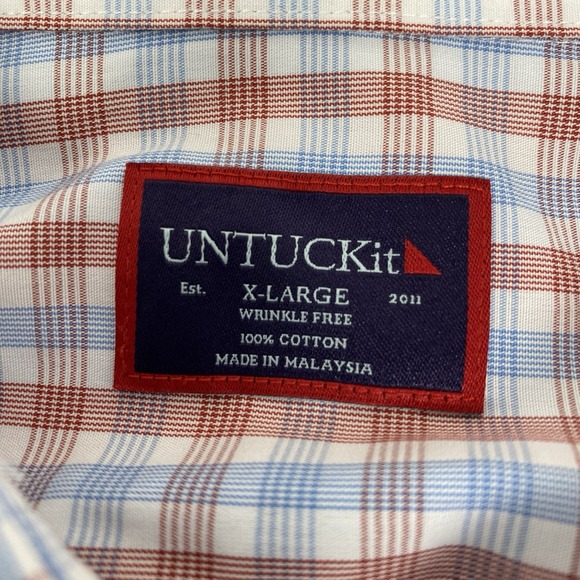 UNTUCKit
Est. X-LARGE 2011
WRINKLE FREE
100% COTTON
MADE IN MALAYSIA